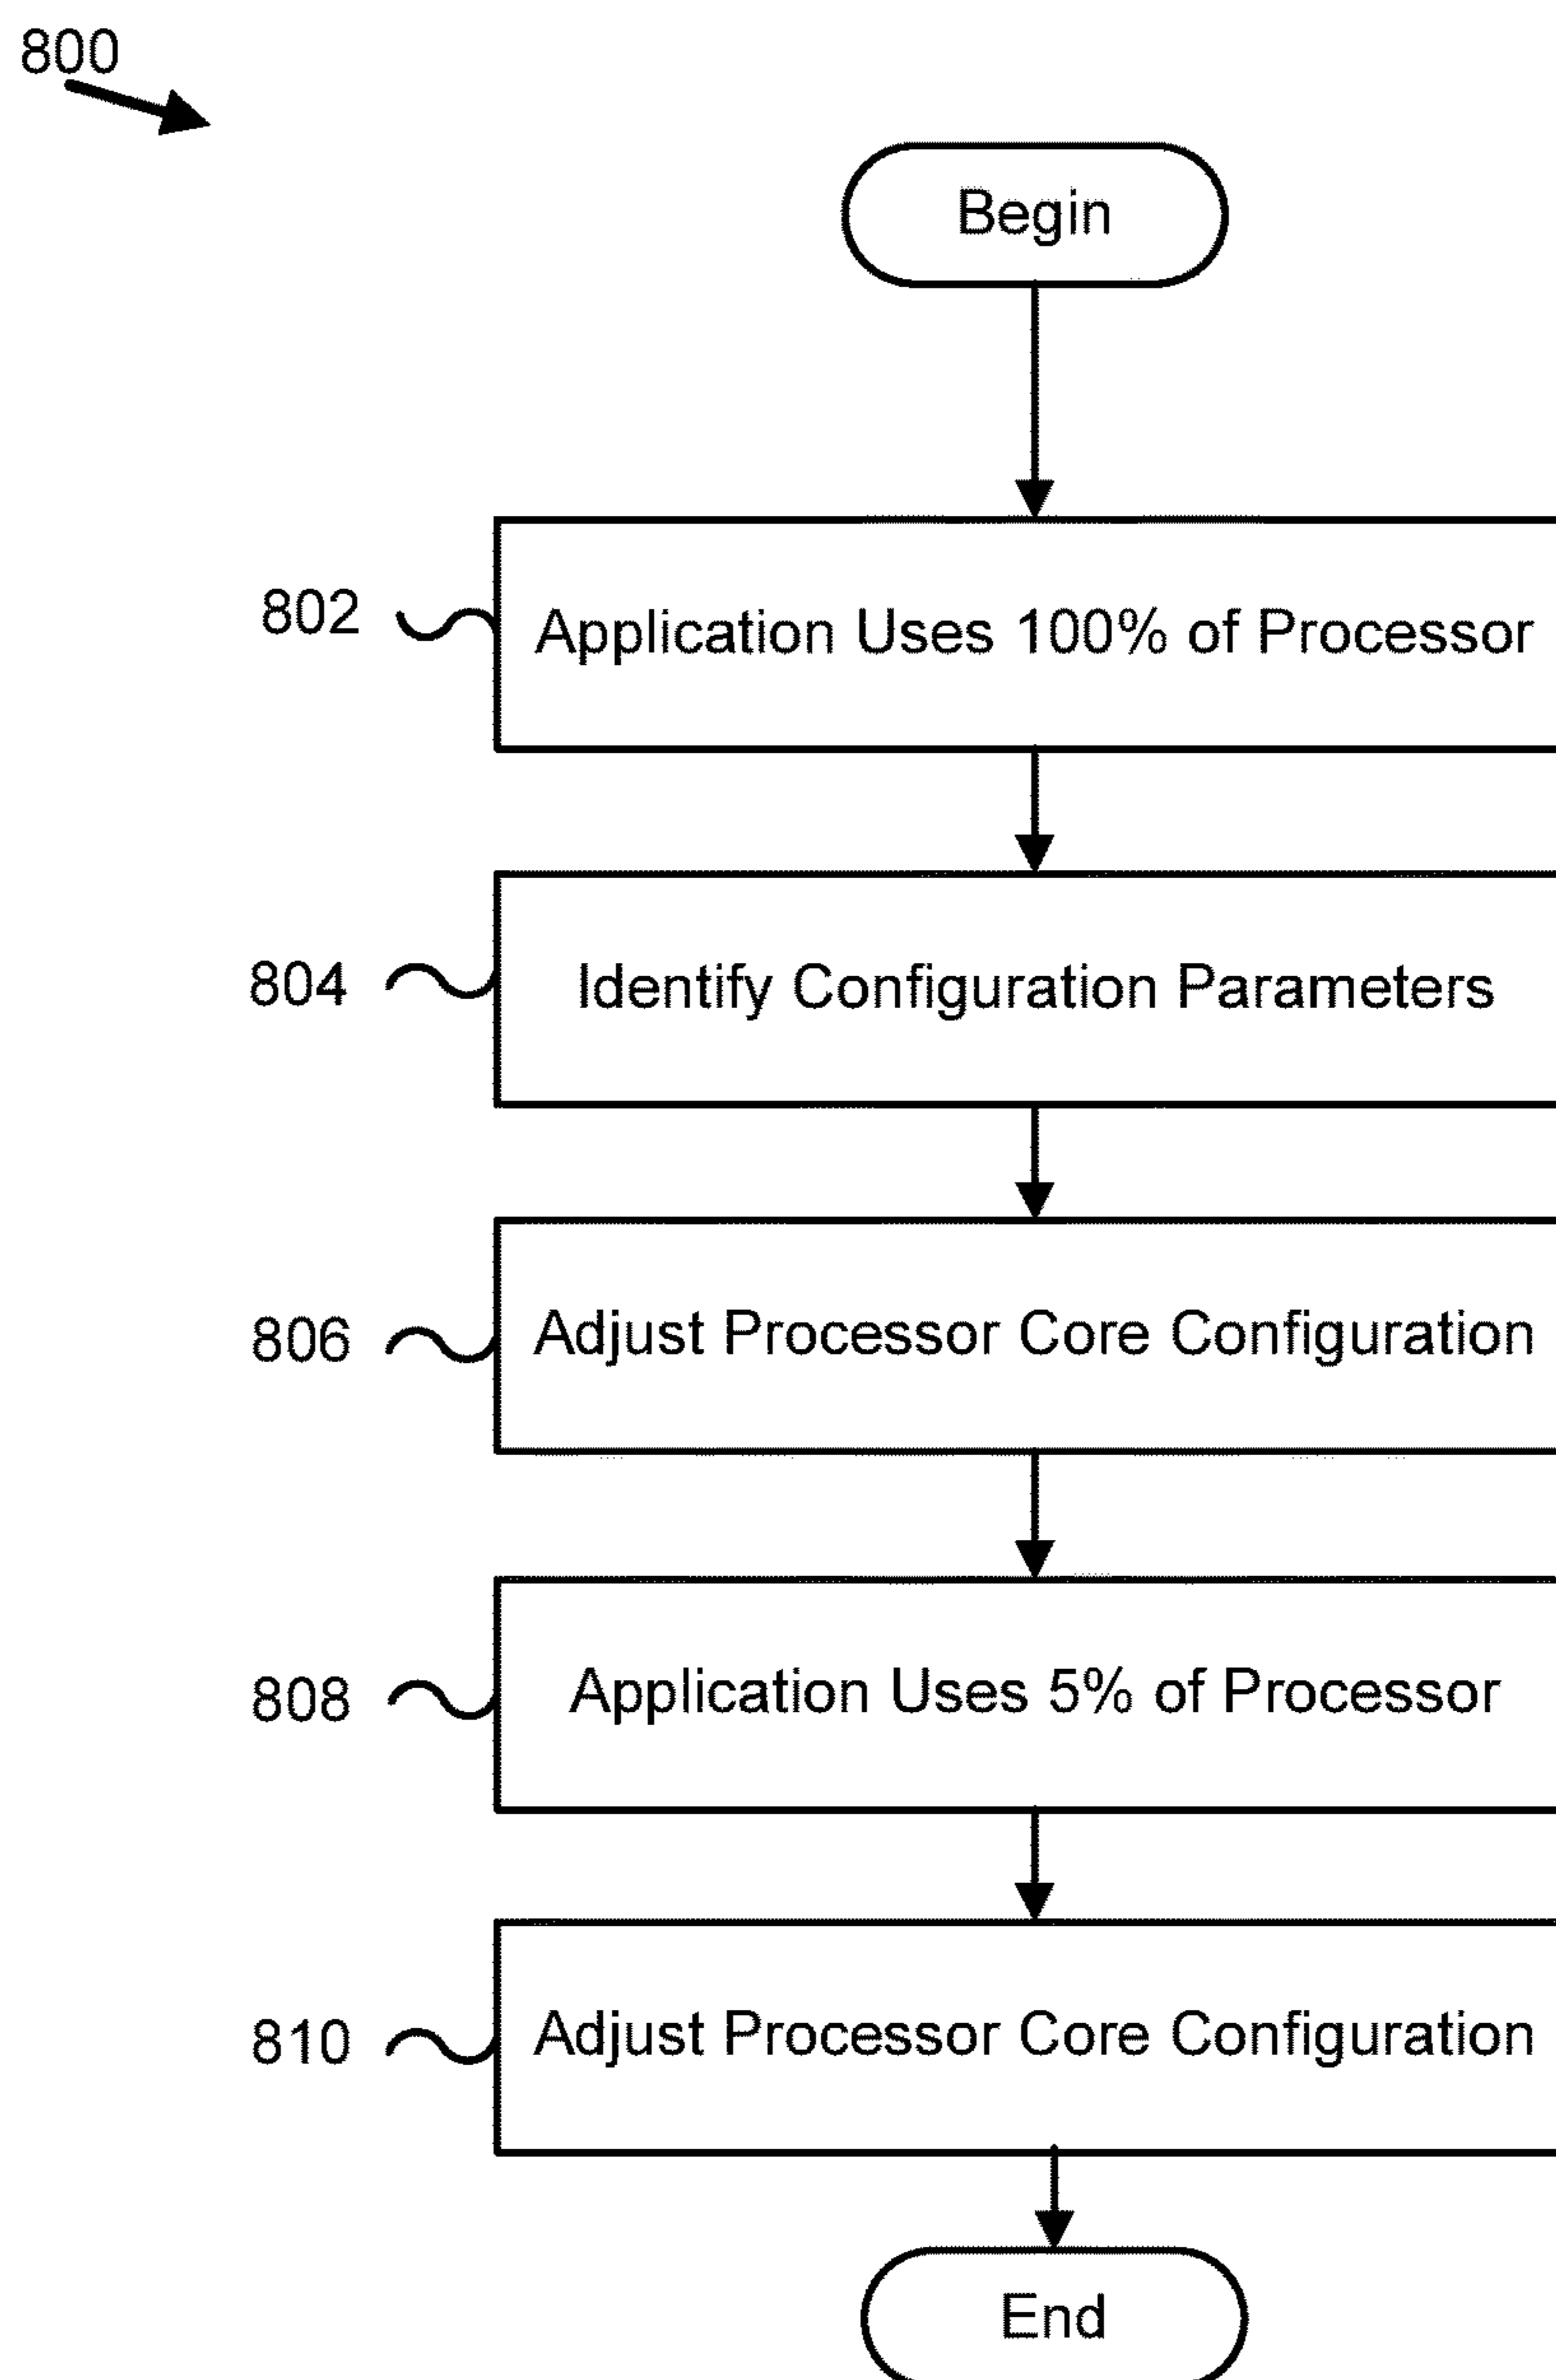 800
Begin
802 Application Uses 100% of Processor
804 Identify Configuration Parameters
806 Adjust Processor Core Configuration
808 Application Uses 5% of Processor
810 Adjust Processor Core Configuration
End